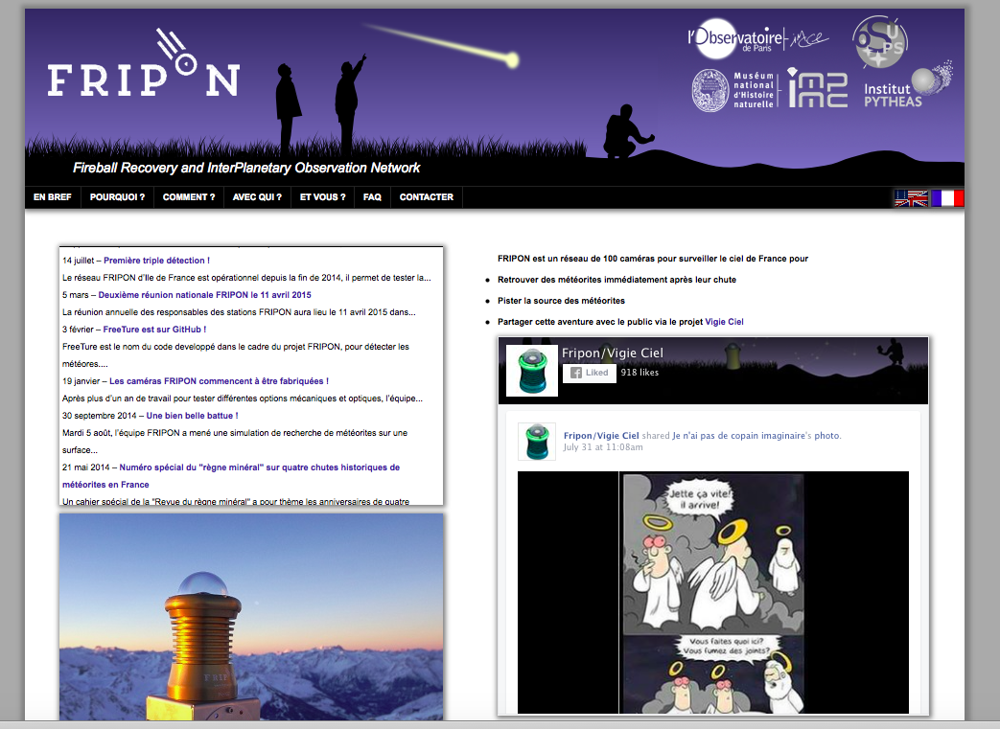 FRIPON
l'Observatoire
de Paris
imcce
OSUPS
Muséum
national
d'Histoire
naturelle
impmc
Institut
PYTHEAS
Fireball Recovery and InterPlanetary Observation Network
EN BREF
POURQUOI ?
COMMENT ?
AVEC QUI ?
ET VOUS ?
FAQ
CONTACTER
14 juillet – Première triple détection !
Le réseau FRIPON d'Ile de France est opérationnel depuis la fin de 2014, il permet de tester la...
5 mars – Deuxième réunion nationale FRIPON le 11 avril 2015
La réunion annuelle des responsables des stations FRIPON aura lieu le 11 avril 2015 dans...
3 février – FreeTure est sur GitHub !
FreeTure est le nom du code developpé dans le cadre du projet FRIPON, pour détecter les
météores....
19 janvier – Les caméras FRIPON commencent à être fabriquées !
Après plus d'un an de travail pour tester différentes options mécaniques et optiques, l'équipe...
30 septembre 2014 – Une bien belle battue !
Mardi 5 août, l'équipe FRIPON a mené une simulation de recherche de météorites sur une
surface...
21 mai 2014 – Numéro spécial du "règne minéral" sur quatre chutes historiques de
météorites en France
Un cahier spécial de la "Revue du règne minéral" a pour thème les anniversaires de quatre
FRIPON est un réseau de 100 caméras pour surveiller le ciel de France pour
Retrouver des météorites immédiatement après leur chute
Pister la source des météorites
Partager cette aventure avec le public via le projet Vigie Ciel
Fripon/Vigie Ciel
Liked
918 likes
Fripon/Vigie Ciel shared Je n'ai pas de copain imaginaire's photo.
July 31 at 11:08am
Jette ça vite!
il arrive!
Vous faites quoi ici?
Vous fumez des joints?
FRIP